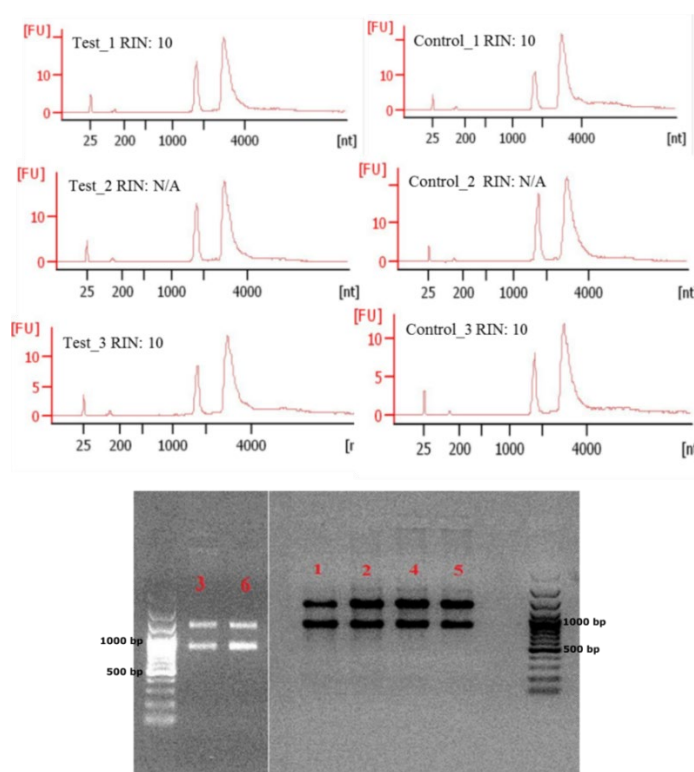 [FU]
Test_1 RIN: 10
10
0
25 200 1000 4000 [nt]
[FU]
Control_1 RIN: 10
10
0
25 200 1000 4000 [nt]
[FU]
Test_2 RIN: N/A
10
0
25 200 1000 4000 [nt]
[FU]
Control_2 RIN: N/A
10
0
25 200 1000 4000 [nt]
[FU]
Test_3 RIN: 10
10
5
0
25 200 1000 4000 [r
[FU]
Control_3 RIN: 10
10
5
0
25 200 1000 4000 [nt
3 6
1000 bp
500 bp
1 2 4 5
1000 bp
500 bp